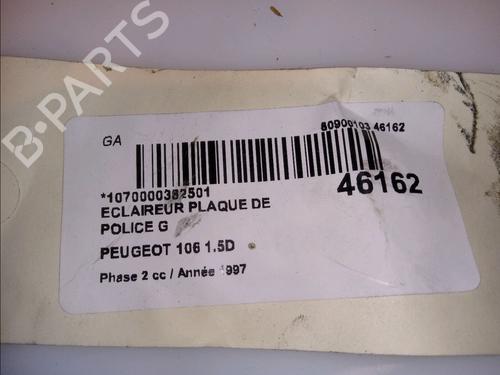 B-PARTS
GA
80900103 46162
*1070000382501
46162
ECLAIREUR PLAQUE DE
POLICE G
PEUGEOT 106 1.5D
Phase 2 cc / Année 1997